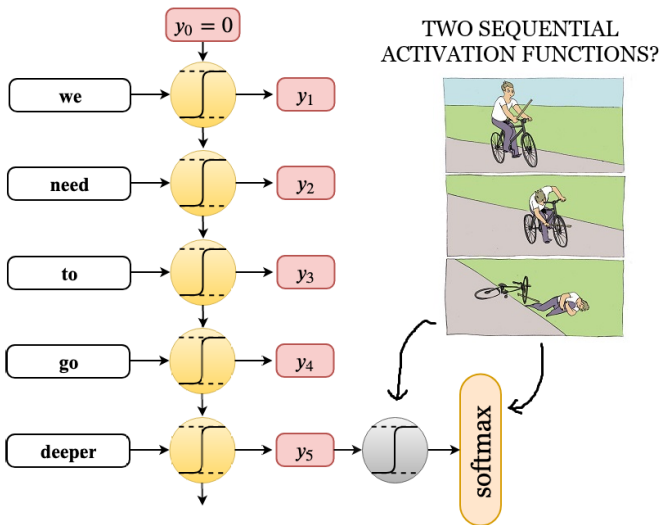 y₀ = 0
TWO SEQUENTIAL
ACTIVATION FUNCTIONS?
we
y₁
need
y₂
to
y₃
go
y₄
deeper
y₅
softmax